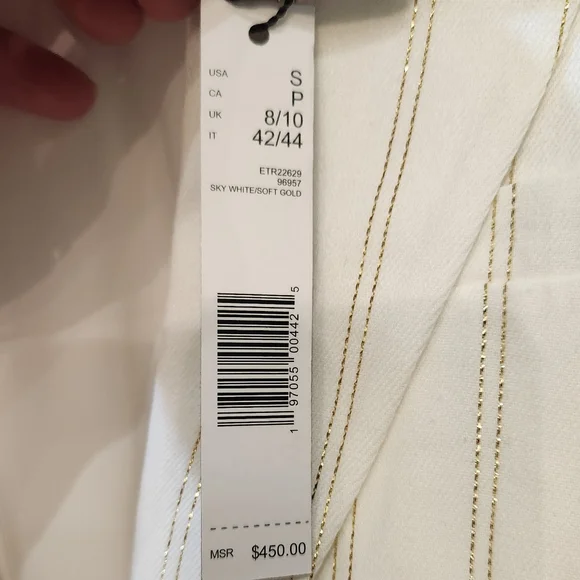 USA S
CA P
UK 8/10
IT 42/44
ETR22629
96957
SKY WHITE/SOFT GOLD
1 97055 00442 5
MSR $450.00